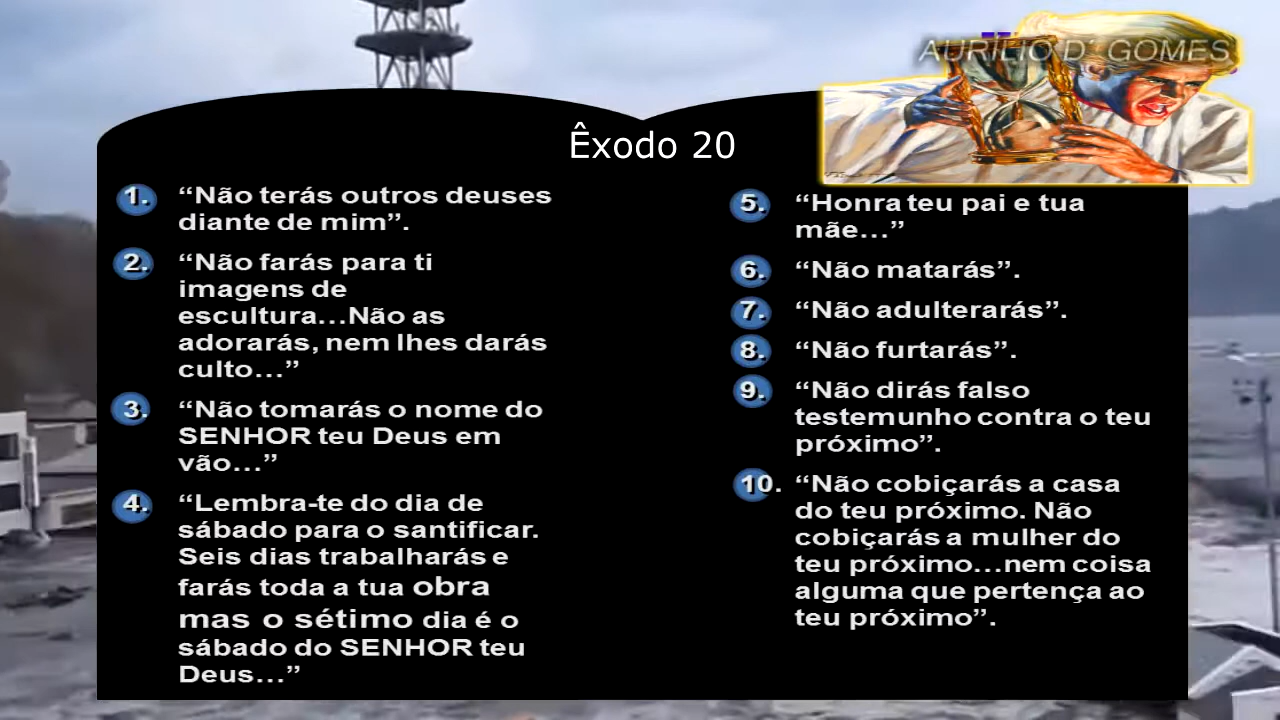 AURÍLIO D' GOMES
Êxodo 20
1. “Não terás outros deuses
diante de mim”.
2. “Não farás para ti
imagens de
escultura...Não as
adorarás, nem lhes darás
culto...”
3. “Não tomarás o nome do
SENHOR teu Deus em
vão...”
4. “Lembra-te do dia de
sábado para o santificar.
Seis dias trabalharás e
farás toda a tua obra
mas o sétimo dia é o
sábado do SENHOR teu
Deus...”
5. “Honra teu pai e tua
mãe...”
6. “Não matarás”.
7. “Não adulterarás”.
8. “Não furtarás”.
9. “Não dirás falso
testemunho contra o teu
próximo”.
10. “Não cobiçarás a casa
do teu próximo. Não
cobiçarás a mulher do
teu próximo...nem coisa
alguma que pertença ao
teu próximo”.